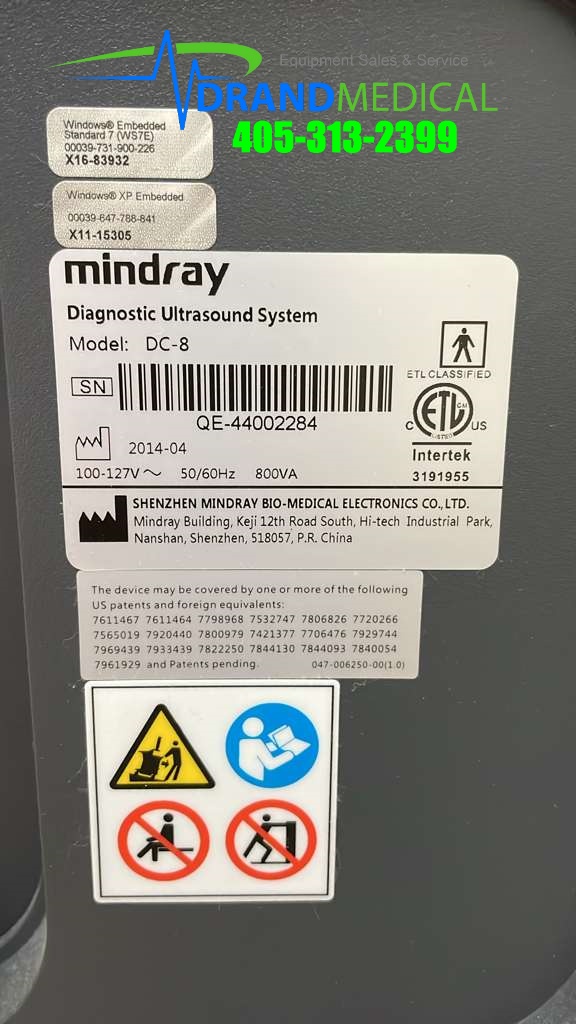 Equipment Sales & Service
DRANDMEDICAL
405-313-2399
Windows® Embedded
Standard 7 (WS7E)
00039-731-900-226
X16-83932
Windows® XP Embedded
00039-647-788-841
X11-15305
mindray
Diagnostic Ultrasound System
Model: DC-8
SN
QE-44002284
2014-04
100-127V～ 50/60Hz 800VA
ETL CLASSIFIED
C ETL CM US
LISTED
Intertek
3191955
SHENZHEN MINDRAY BIO-MEDICAL ELECTRONICS CO.,LTD.
Mindray Building, Keji 12th Road South, Hi-tech Industrial Park,
Nanshan, Shenzhen, 518057, P.R. China
The device may be covered by one or more of the following
US patents and foreign equivalents:
7611467 7611464 7798968 7532747 7806826 7720266
7565019 7920440 7800979 7421377 7706476 7929744
7969439 7933439 7822250 7844130 7844093 7840054
7961929 and Patents pending. 047-006250-00(1.0)